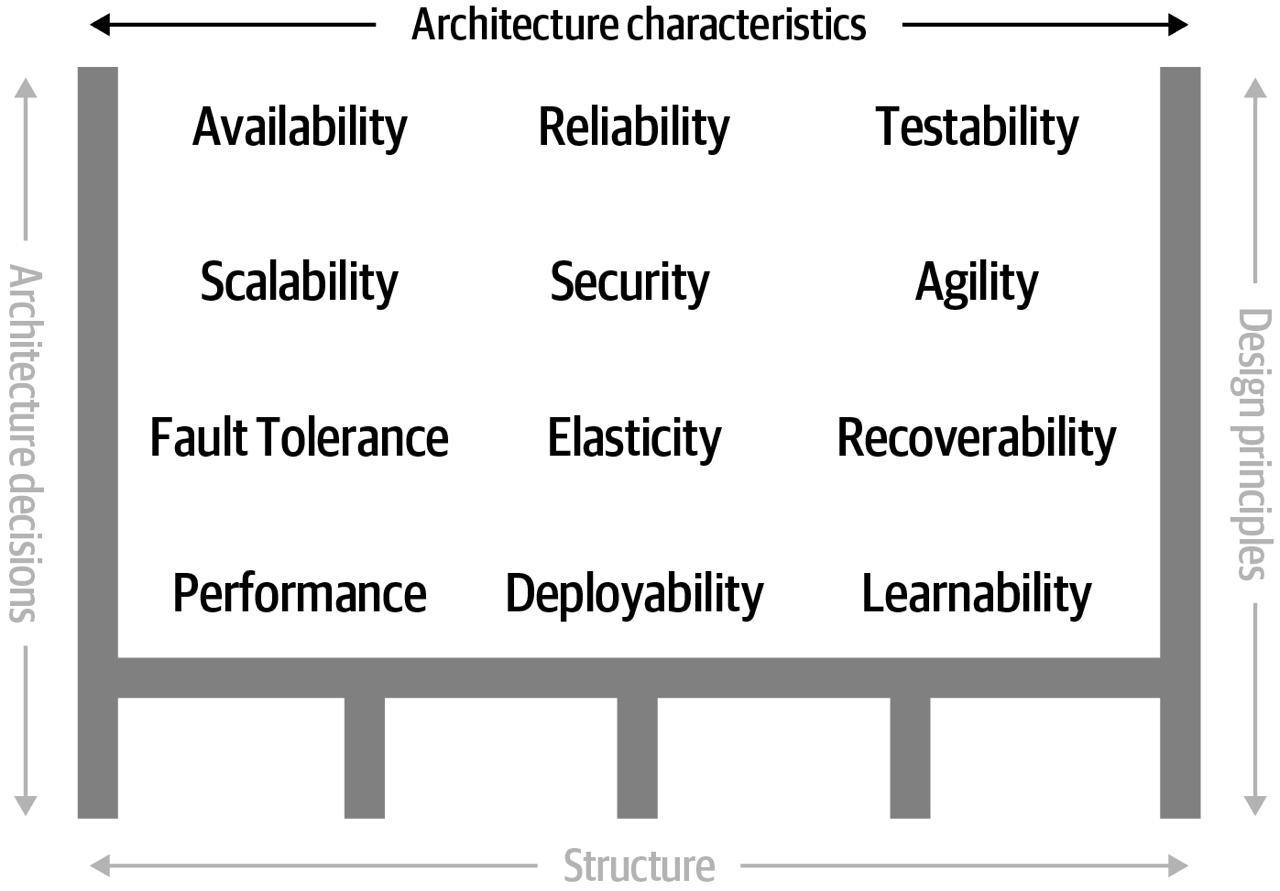 Architecture characteristics
Availability
Reliability
Testability
Scalability
Security
Agility
Fault Tolerance
Elasticity
Recoverability
Performance
Deployability
Learnability
Architecture decisions
Design principles
Structure